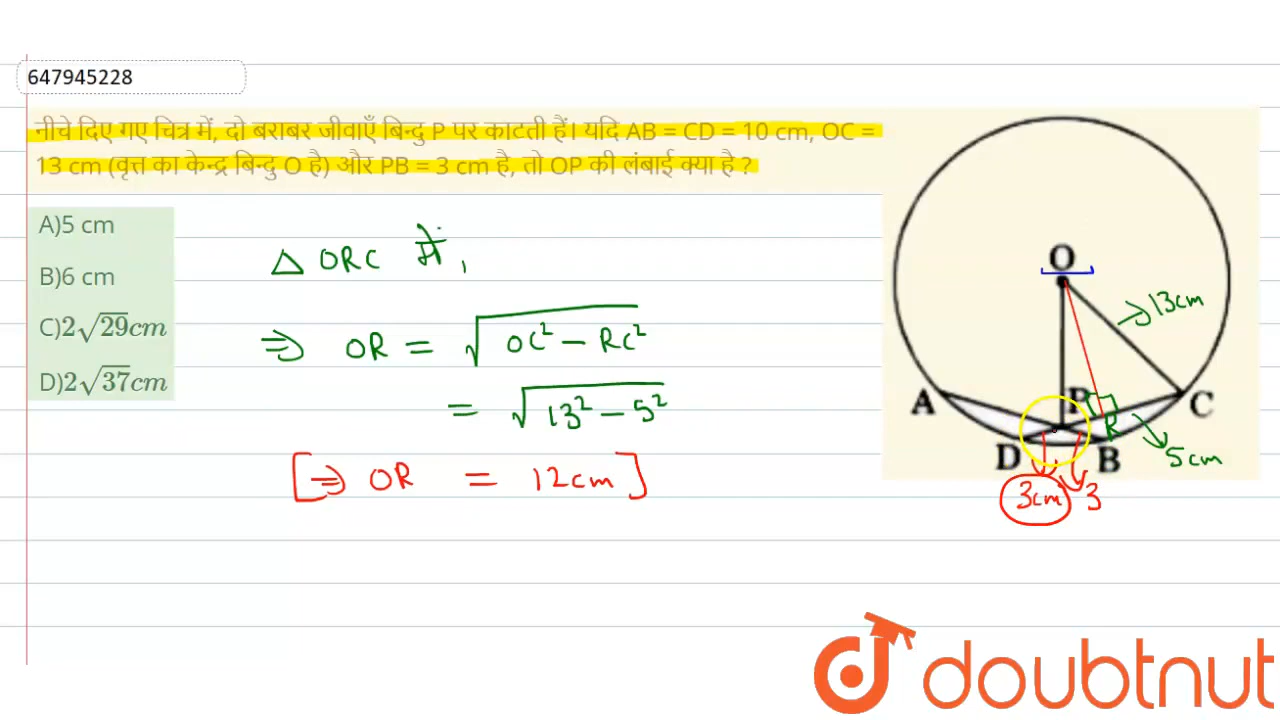 647945228
नीचे दिए गए चित्र में, दो बराबर जीवाएँ बिन्दु P पर काटती हैं। यदि AB = CD = 10 cm, OC =
13 cm (वृत्त का केन्द्र बिन्दु O है) और PB = 3 cm है, तो OP की लंबाई क्या है ?
A)5 cm
B)6 cm
C)2√29cm
D)2√37cm
△ ORC में,
⇒ OR = √OC² − RC²
= √13² − 5²
[⇒ OR = 12cm]
O
13cm
A
P
C
R
D
B
5cm
3cm
3
doubtnut